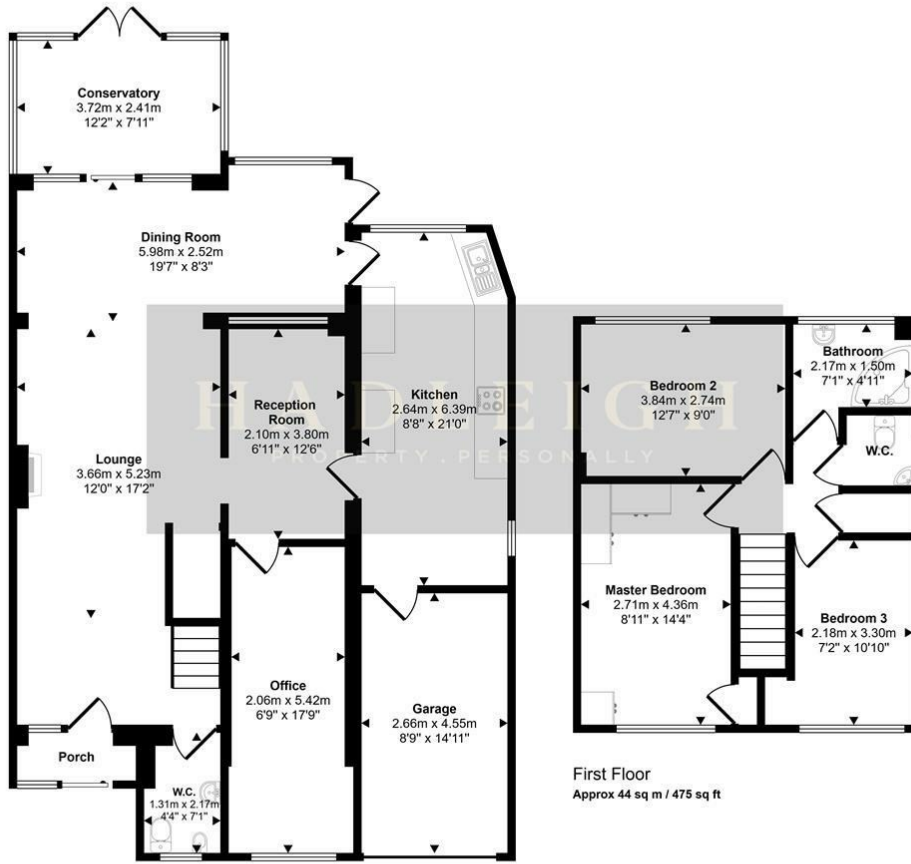 Conservatory
3.72m x 2.41m
12'2" x 7'11"
Dining Room
5.98m x 2.52m
19'7" x 8'3"
HADLEIGH
PROPERTY. PERSONALLY
Reception
Room
2.10m x 3.80m
6'11" x 12'6"
Kitchen
2.64m x 6.39m
8'8" x 21'0"
Lounge
3.66m x 5.23m
12'0" x 17'2"
Office
2.06m x 5.42m
6'9" x 17'9"
Garage
2.66m x 4.55m
8'9" x 14'11"
Porch
W.C.
1.31m x 2.17m
4'4" x 7'1"
Bedroom 2
3.84m x 2.74m
12'7" x 9'0"
Bathroom
2.17m x 1.50m
7'1" x 4'11"
W.C.
Master Bedroom
2.71m x 4.36m
8'11" x 14'4"
Bedroom 3
2.18m x 3.30m
7'2" x 10'10"
First Floor
Approx 44 sq m / 475 sq ft